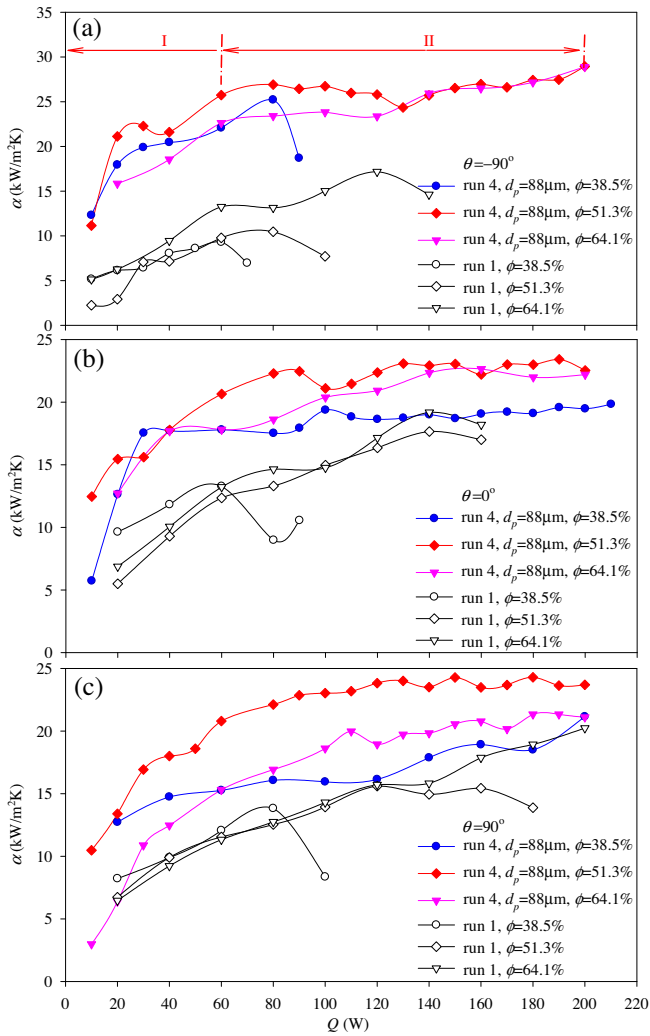 (a)
I
II
35
30
25
20
15
10
5
0
α (kW/m²K)
θ=−90°
run 4, dₚ=88μm, ϕ=38.5%
run 4, dₚ=88μm, ϕ=51.3%
run 4, dₚ=88μm, ϕ=64.1%
run 1, ϕ=38.5%
run 1, ϕ=51.3%
run 1, ϕ=64.1%
(b)
25
20
15
10
5
0
α (kW/m²K)
θ=0°
run 4, dₚ=88μm, ϕ=38.5%
run 4, dₚ=88μm, ϕ=51.3%
run 4, dₚ=88μm, ϕ=64.1%
run 1, ϕ=38.5%
run 1, ϕ=51.3%
run 1, ϕ=64.1%
(c)
25
20
15
10
5
0
α (kW/m²K)
θ=90°
run 4, dₚ=88μm, ϕ=38.5%
run 4, dₚ=88μm, ϕ=51.3%
run 4, dₚ=88μm, ϕ=64.1%
run 1, ϕ=38.5%
run 1, ϕ=51.3%
run 1, ϕ=64.1%
0 20 40 60 80 100 120 140 160 180 200 220
Q (W)